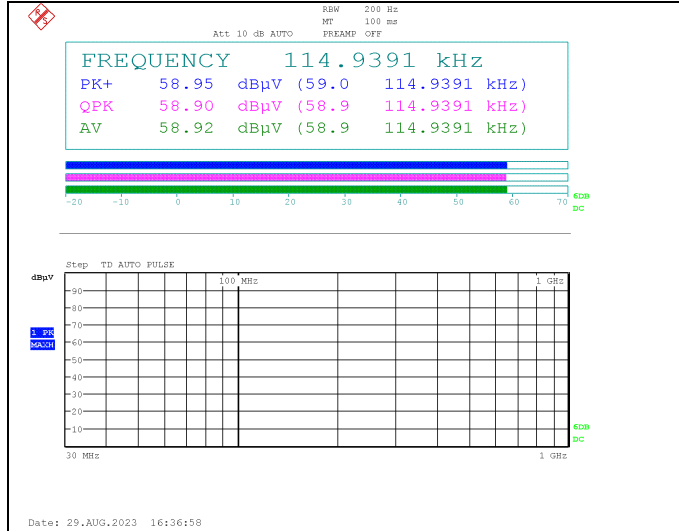 R S
RBW 200 Hz
MT 100 ms
Att 10 dB AUTO PREAMP OFF
FREQUENCY 114.9391 kHz
PK+ 58.95 dBµV (59.0 114.9391 kHz)
QPK 58.90 dBµV (58.9 114.9391 kHz)
AV 58.92 dBµV (58.9 114.9391 kHz)
-20 -10 0 10 20 30 40 50 60 70
6DB
DC
Step TD AUTO PULSE
dBµV
100 MHz 1 GHz
90
80
70
1 PK
MAXH
60
50
40
30
20
10
6DB
DC
30 MHz 1 GHz
Date: 29.AUG.2023 16:36:58